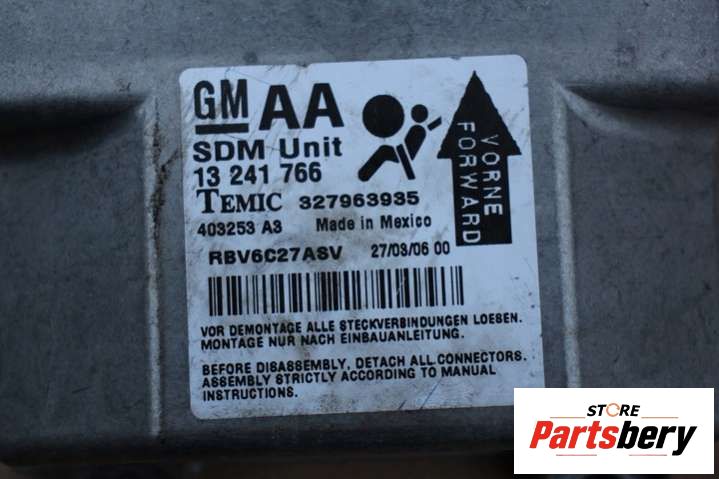 GM AA
SDM Unit
13 241 766
TEMIC 327963935
403253 A3 Made in Mexico
RBV6C27ASV 27/03/06 00
VORNE
FORWARD
VOR DEMONTAGE ALLE STECKVERBINDUNGEN LOESEN.
MONTAGE NUR NACH EINBAUANLEITUNG.
BEFORE DISASSEMBLY, DETACH ALL CONNECTORS.
ASSEMBLY STRICTLY ACCORDING TO MANUAL
INSTRUCTIONS.
STORE
Partsbery